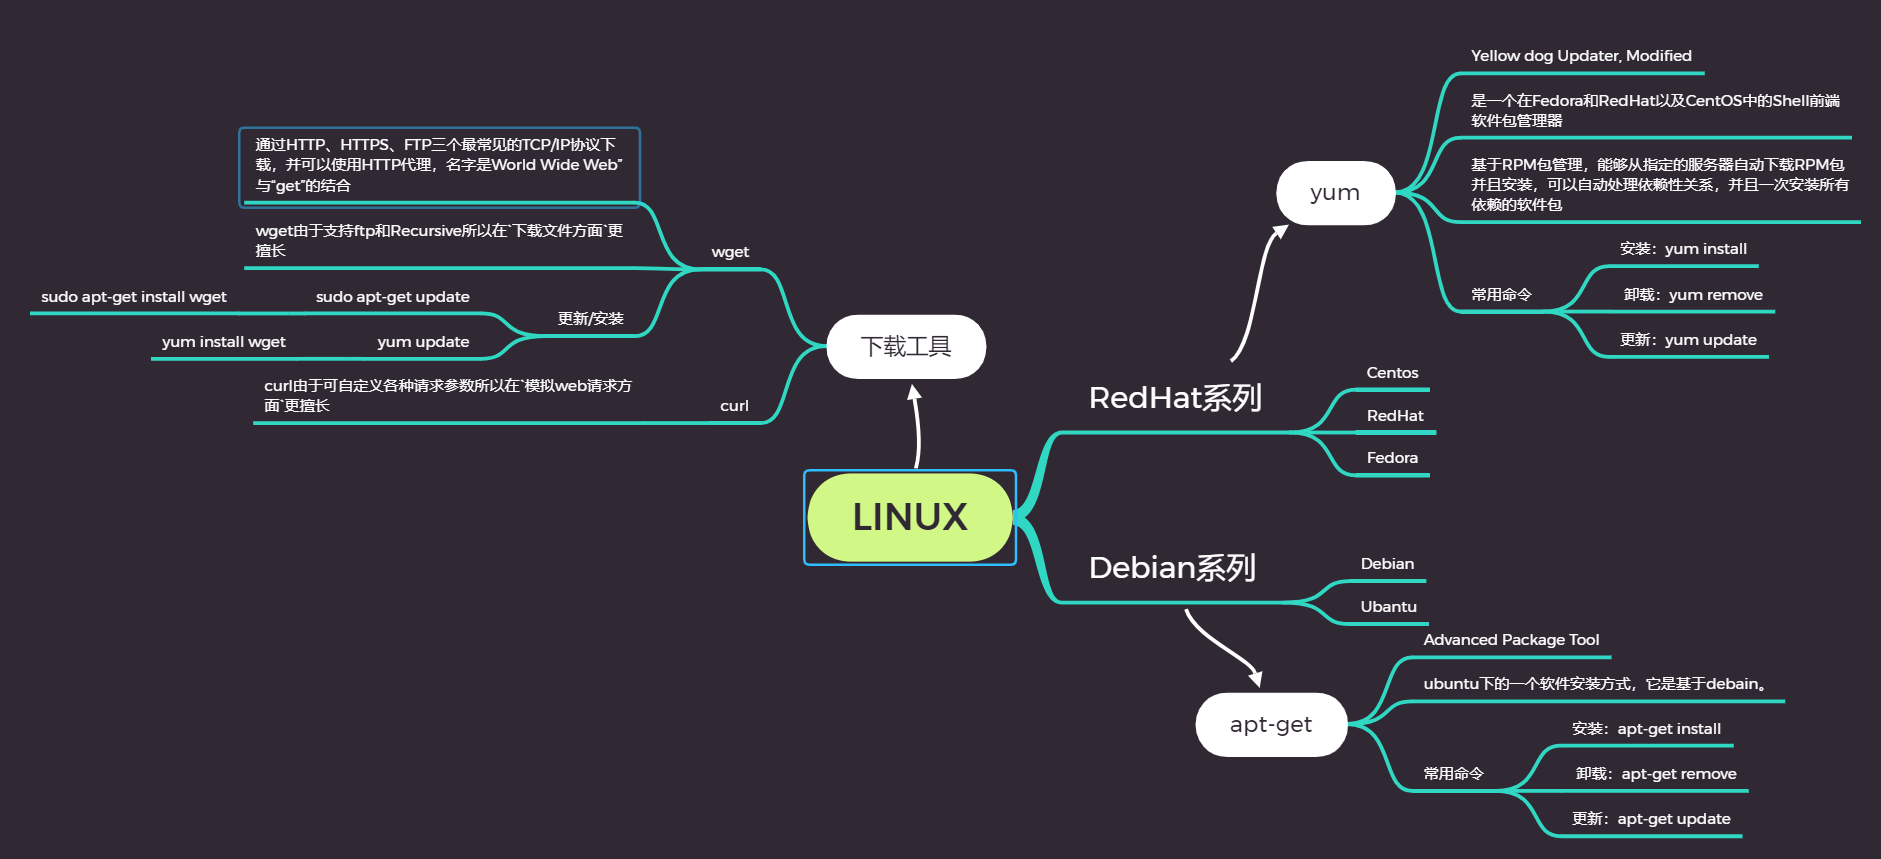 LINUX
下载工具
wget
通过HTTP、HTTPS、FTP三个最常见的TCP/IP协议下
载，并可以使用HTTP代理，名字是World Wide Web”
与“get”的结合
wget由于支持ftp和Recursive所以在`下载文件方面`更
擅长
更新/安装
sudo apt-get update
sudo apt-get install wget
yum update
yum install wget
curl
curl由于可自定义各种请求参数所以在`模拟web请求方
面`更擅长
RedHat系列
Centos
RedHat
Fedora
yum
Yellow dog Updater, Modified
是一个在Fedora和RedHat以及CentOS中的Shell前端
软件包管理器
基于RPM包管理，能够从指定的服务器自动下载RPM包
并且安装，可以自动处理依赖性关系，并且一次安装所有
依赖的软件包
常用命令
安装：yum install
卸载：yum remove
更新：yum update
Debian系列
Debian
Ubantu
apt-get
Advanced Package Tool
ubuntu下的一个软件安装方式，它是基于debain。
常用命令
安装：apt-get install
卸载：apt-get remove
更新：apt-get update